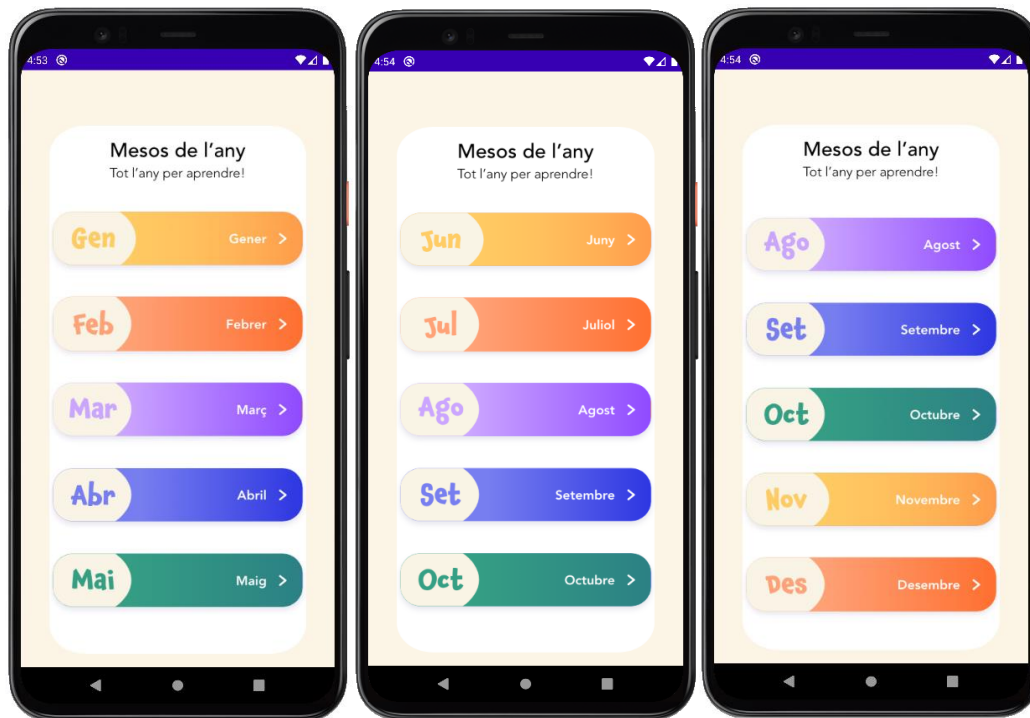 4:53
Mesos de l'any
Tot l'any per aprendre!
Gen Gener >
Feb Febrer >
Mar Març >
Abr Abril >
Mai Maig >
4:54
Mesos de l'any
Tot l'any per aprendre!
Jun Juny >
Jul Juliol >
Ago Agost >
Set Setembre >
Oct Octubre >
4:54
Mesos de l'any
Tot l'any per aprendre!
Ago Agost >
Set Setembre >
Oct Octubre >
Nov Novembre >
Des Desembre >